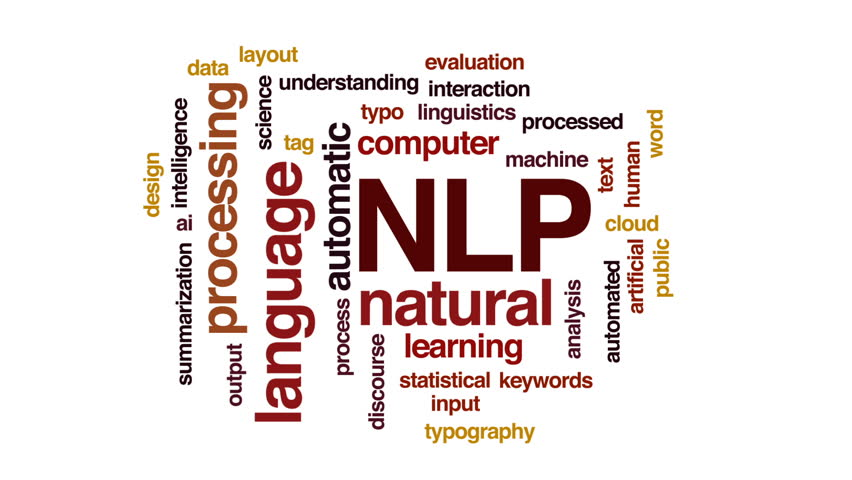 layout
data
evaluation
understanding
interaction
science
processing
typo
linguistics
intelligence
processed
word
tag
automatic
computer
machine
text
human
design
language
NLP
ai
cloud
artificial
public
summarization
automated
natural
analysis
process
learning
discourse
output
statistical
keywords
input
typography